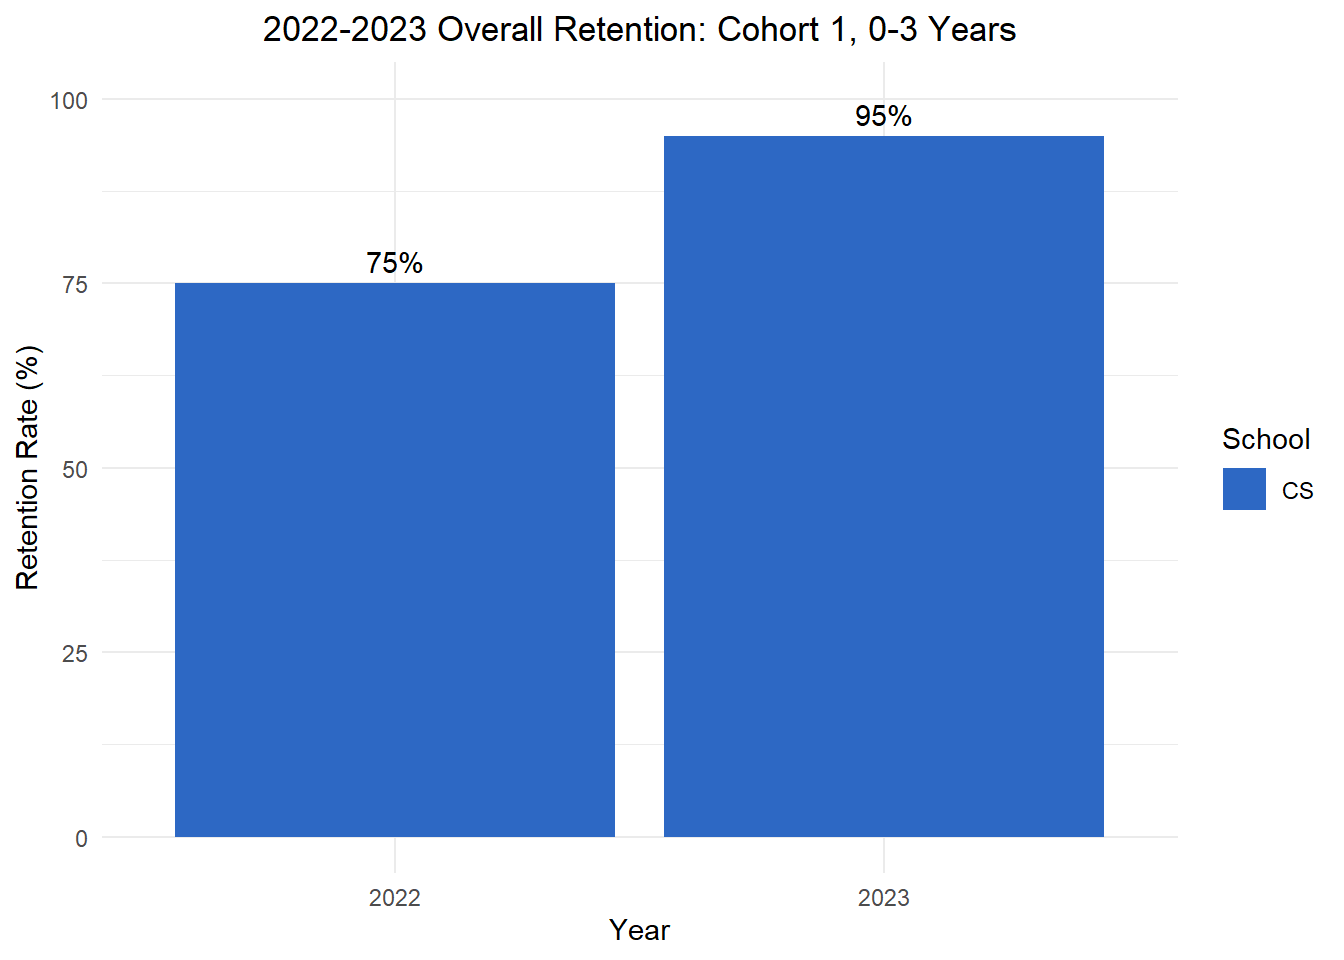 2022-2023 Overall Retention: Cohort 1, 0-3 Years
Retention Rate (%)
100
75
50
25
0
75%
95%
2022
2023
Year
School
CS